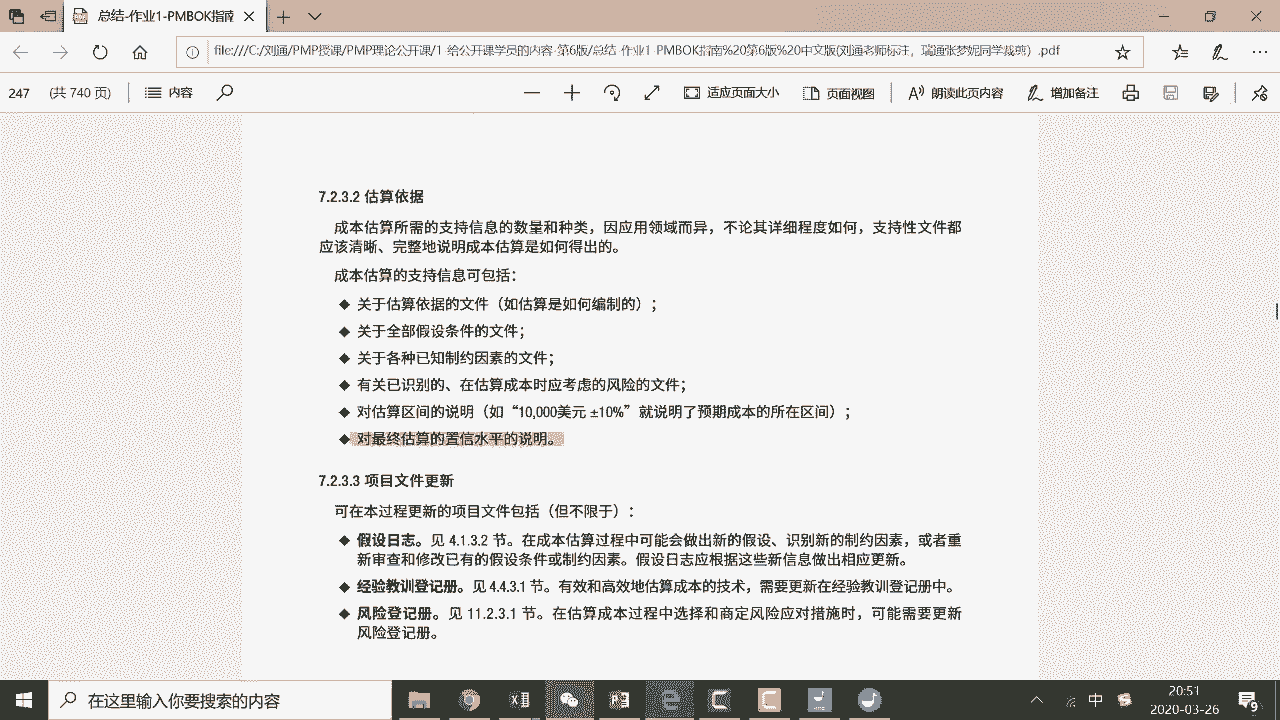 总结-作业1-PMBOK指南
file:///C:/刘通/PMP授课/PMP理论公开课/1-给公开课学员的内容-第6版/总结-作业1-PMBOK指南%20第6版%20中文版(刘通老师标注，瑞通张梦妮同学裁剪）.pdf
247 (共 740 页) 内容 适应页面大小 页面视图 朗读此页内容 增加备注
7.2.3.2 估算依据
成本估算所需的支持信息的数量和种类，因应用领域而异，不论其详细程度如何，支持性文件都
应该清晰、完整地说明成本估算是如何得出的。
成本估算的支持信息可包括：
◆ 关于估算依据的文件（如估算是如何编制的）；
◆ 关于全部假设条件的文件；
◆ 关于各种已知制约因素的文件；
◆ 有关已识别的、在估算成本时应考虑的风险的文件；
◆ 对估算区间的说明（如“10,000美元 ±10%”就说明了预期成本的所在区间）；
◆ 对最终估算的置信水平的说明。
7.2.3.3 项目文件更新
可在本过程更新的项目文件包括（但不限于）：
◆ 假设日志。见 4.1.3.2 节。在成本估算过程中可能会做出新的假设、识别新的制约因素，或者重
新审查和修改已有的假设条件或制约因素。假设日志应根据这些新信息做出相应更新。
◆ 经验教训登记册。见 4.4.3.1 节。有效和高效地估算成本的技术，需要更新在经验教训登记册中。
◆ 风险登记册。见 11.2.3.1 节。在估算成本过程中选择和商定风险应对措施时，可能需要更新
风险登记册。
在这里输入你要搜索的内容
中
20:51
2020-03-26
9